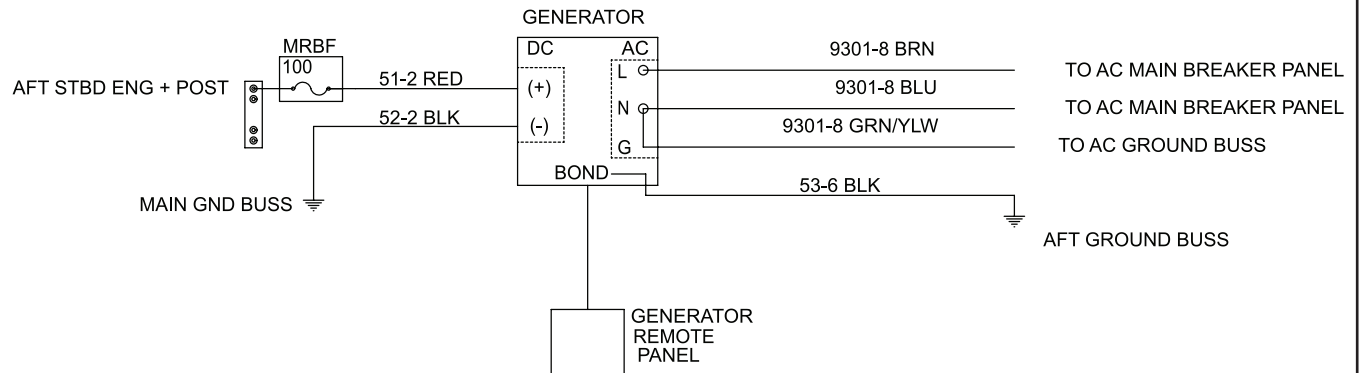 GENERATOR
MRBF
100
DC
AC
AFT STBD ENG + POST
51-2 RED
(+)
L
9301-8 BRN
TO AC MAIN BREAKER PANEL
52-2 BLK
(-)
N
9301-8 BLU
TO AC MAIN BREAKER PANEL
G
9301-8 GRN/YLW
TO AC GROUND BUSS
BOND
53-6 BLK
MAIN GND BUSS
AFT GROUND BUSS
GENERATOR
REMOTE
PANEL